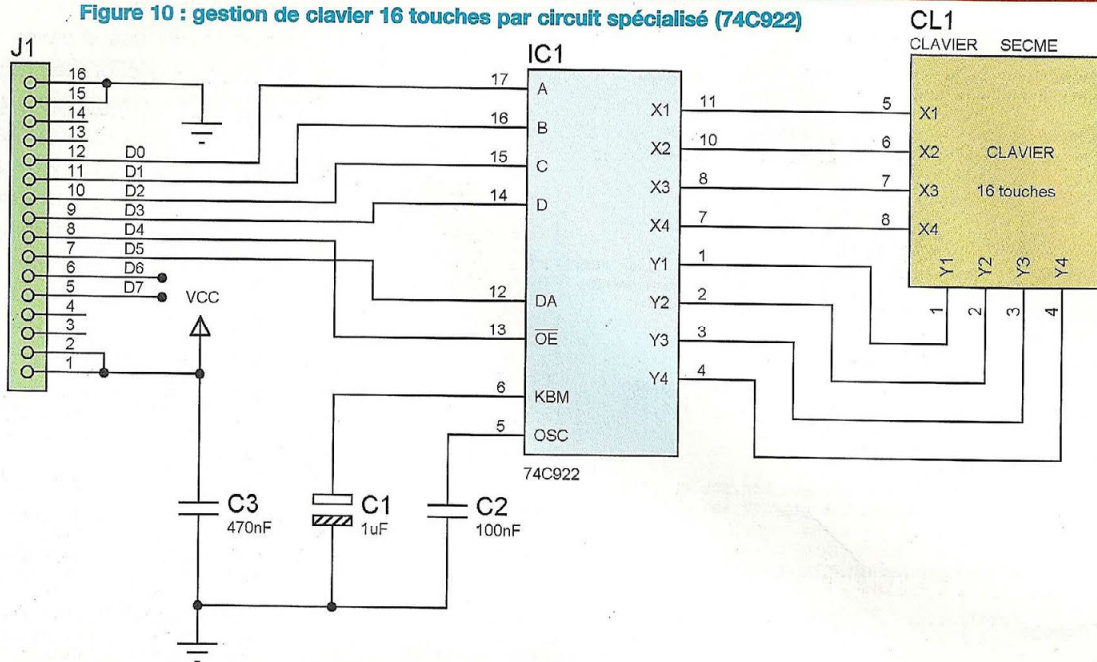 Figure 10 : gestion de clavier 16 touches par circuit spécialisé (74C922)
J1
16
15
14
13
12 D0
11 D1
10 D2
9 D3
8 D4
7 D5
6 D6
5 D7
4
3
2
1
VCC
C3
470nF
C1
1uF
C2
100nF
IC1
17 A
16 B
15 C
14 D
12 DA
13 OE
6 KBM
5 OSC
X1 11
X2 10
X3 8
X4 7
Y1 1
Y2 2
Y3 3
Y4 4
74C922
CL1
CLAVIER SECME
5 X1
6 X2
7 X3
8 X4
CLAVIER
16 touches
Y1 Y2 Y3 Y4
1 2 3 4